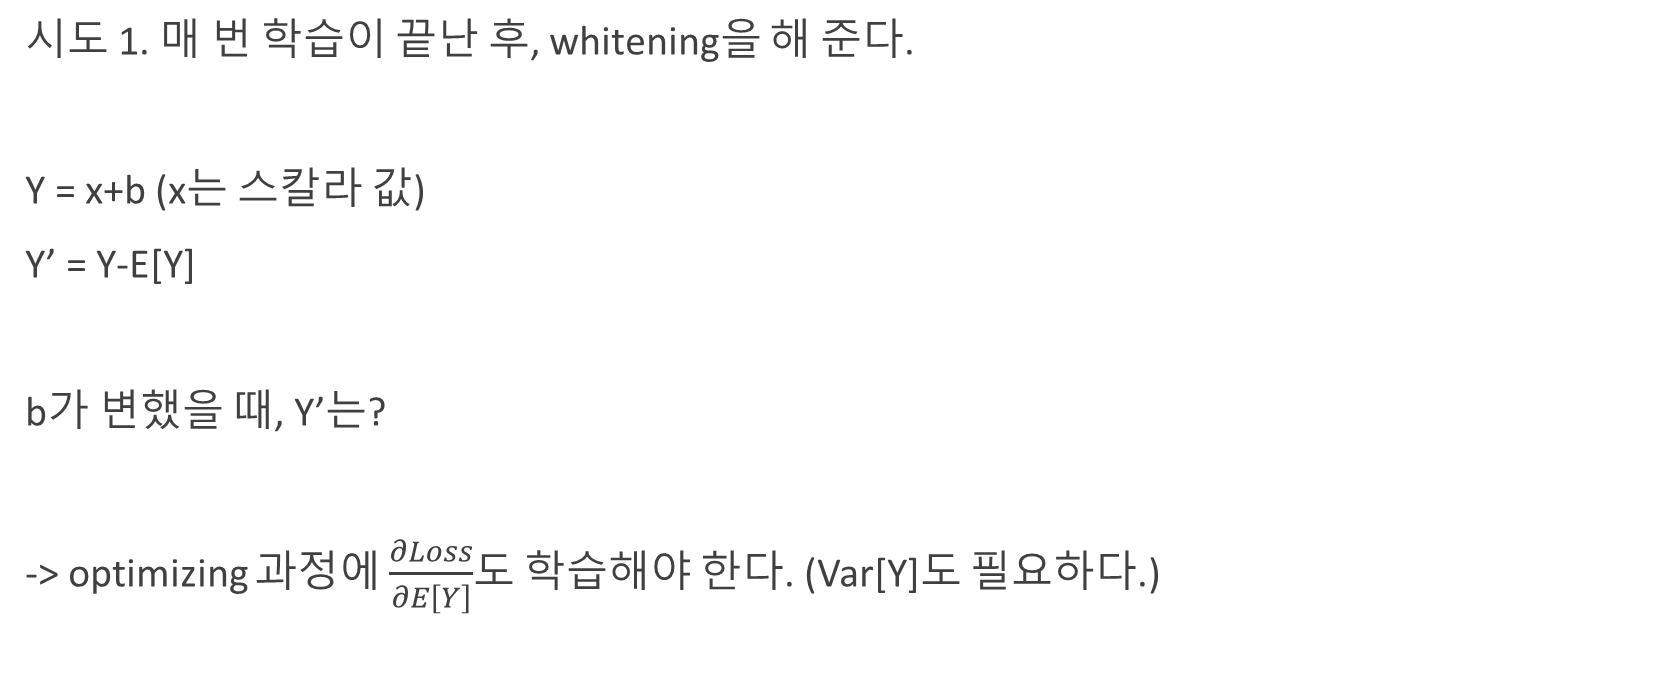 시도 1. 매 번 학습이 끝난 후, whitening을 해 준다.
Y = x+b (x는 스칼라 값)
Y’ = Y-E[Y]
b가 변했을 때, Y’는?
-> optimizing 과정에 ∂Loss/∂E[Y] 도 학습해야 한다. (Var[Y]도 필요하다.)